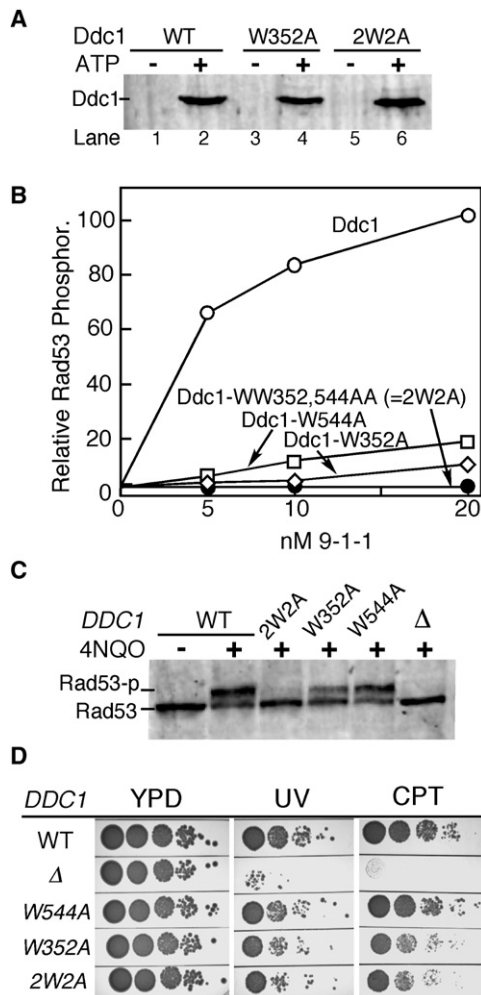 A
Ddc1 WT W352A 2W2A
ATP - + - + - +
Ddc1
Lane 1 2 3 4 5 6
B
Relative Rad53 Phosphor.
100
80
60
40
20
0
Ddc1
Ddc1-WW352,544AA (=2W2A)
Ddc1-W544A
Ddc1-W352A
0 5 10 20
nM 9-1-1
C
DDC1 WT 2W2A W352A W544A Δ
4NQO - + + + + +
Rad53-p
Rad53
D
DDC1 YPD UV CPT
WT
Δ
W544A
W352A
2W2A